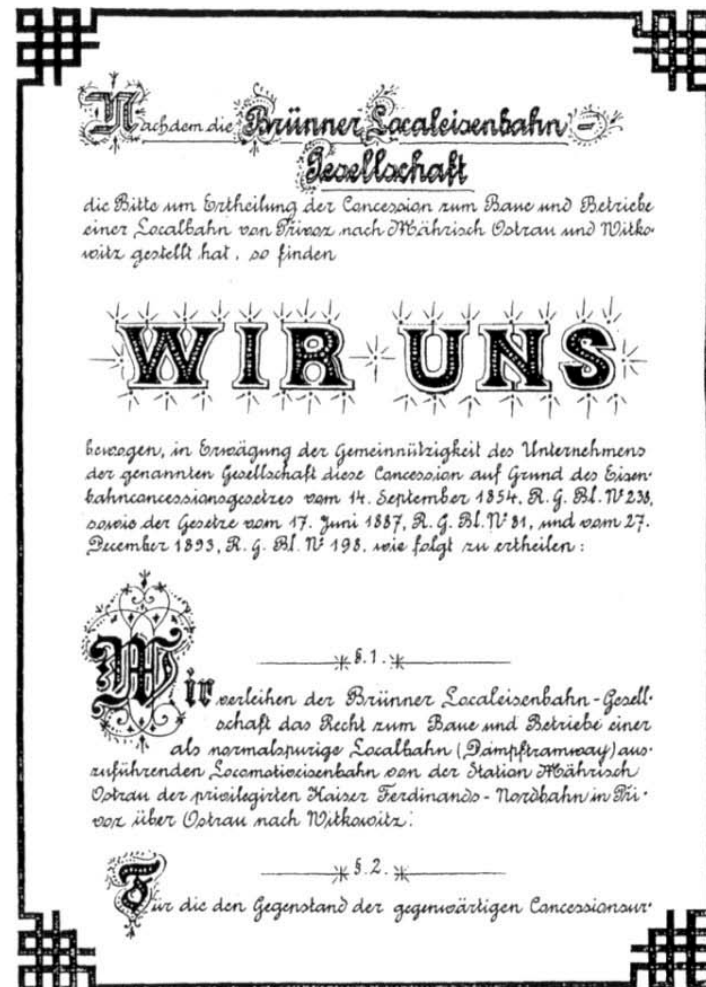 Nachdem die Brünner Localeisenbahn-
Gesellschaft
die Bitte um Ertheilung der Concession zum Baue und Betriebe
einer Localbahn von Přivoz nach Mährisch Ostrau und Witko-
witz gestellt hat, so finden
WIR UNS
bewogen, in Erwägung der Gemeinnützigkeit des Unternehmens
der genannten Gesellschaft diese Concession auf Grund des Eisen-
bahnconcessionsgesetzes vom 14. September 1854, R. G. Bl. Nº 238,
sowie der Gesetze vom 17. Juni 1887, R. G. Bl. Nº 81, und vom 27.
December 1893, R. G. Bl. Nº 198, wie folgt zu ertheilen:
§. 1.
Wir verleihen der Brünner Localeisenbahn-Gesell-
schaft das Recht zum Baue und Betriebe einer
als normalspurige Localbahn (Dampftramway) aus-
zuführenden Locomotiveisenbahn von der Station Mährisch
Ostrau der privilegirten Kaiser Ferdinands-Nordbahn in Při-
voz über Ostrau nach Witkowitz.
§. 2.
Für die den Gegenstand der gegenwärtigen Concessionsur-